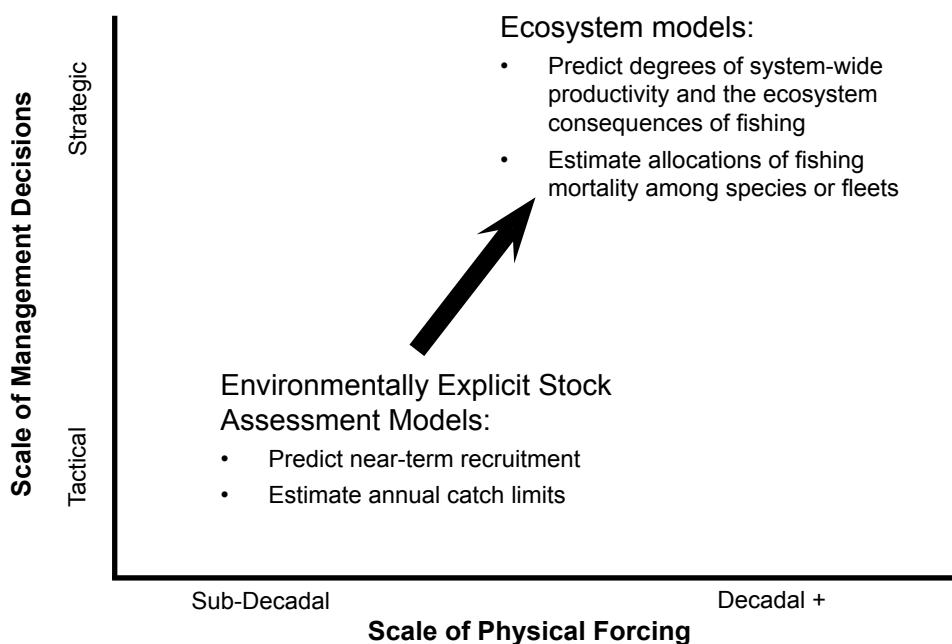 Ecosystem models:
• Predict degrees of system-wide
productivity and the ecosystem
consequences of fishing
• Estimate allocations of fishing
mortality among species or fleets
Scale of Management Decisions
Strategic
Tactical
Environmentally Explicit Stock
Assessment Models:
• Predict near-term recruitment
• Estimate annual catch limits
Sub-Decadal
Decadal +
Scale of Physical Forcing